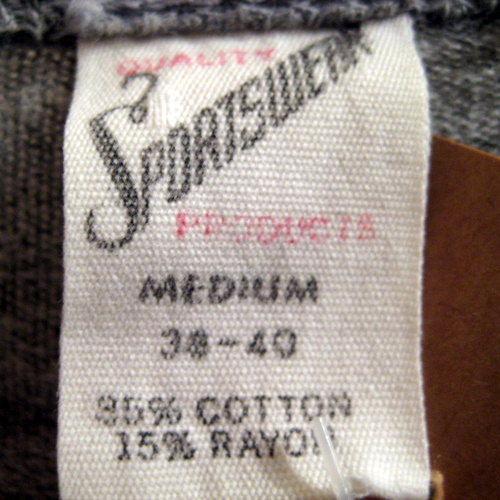 QUALITY
SPORTSWEAR
PRODUCTS
MEDIUM
38-40
85% COTTON
15% RAYON